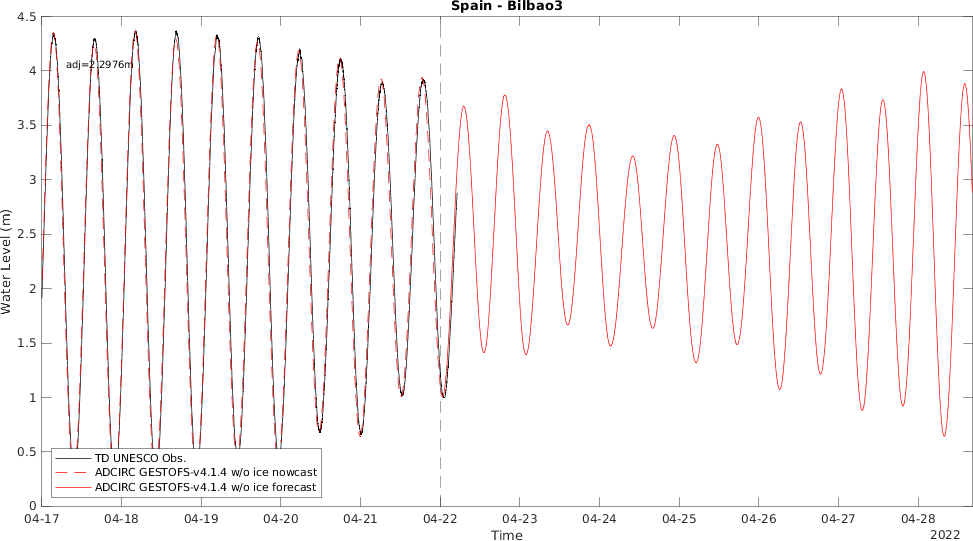 Spain - Bilbao3
4.5
4
3.5
3
2.5
2
1.5
1
0.5
0
Water Level (m)
adj=2.2976m
TD UNESCO Obs.
ADCIRC GESTOFS-v4.1.4 w/o ice nowcast
ADCIRC GESTOFS-v4.1.4 w/o ice forecast
04-17 04-18 04-19 04-20 04-21 04-22 04-23 04-24 04-25 04-26 04-27 04-28
2022
Time